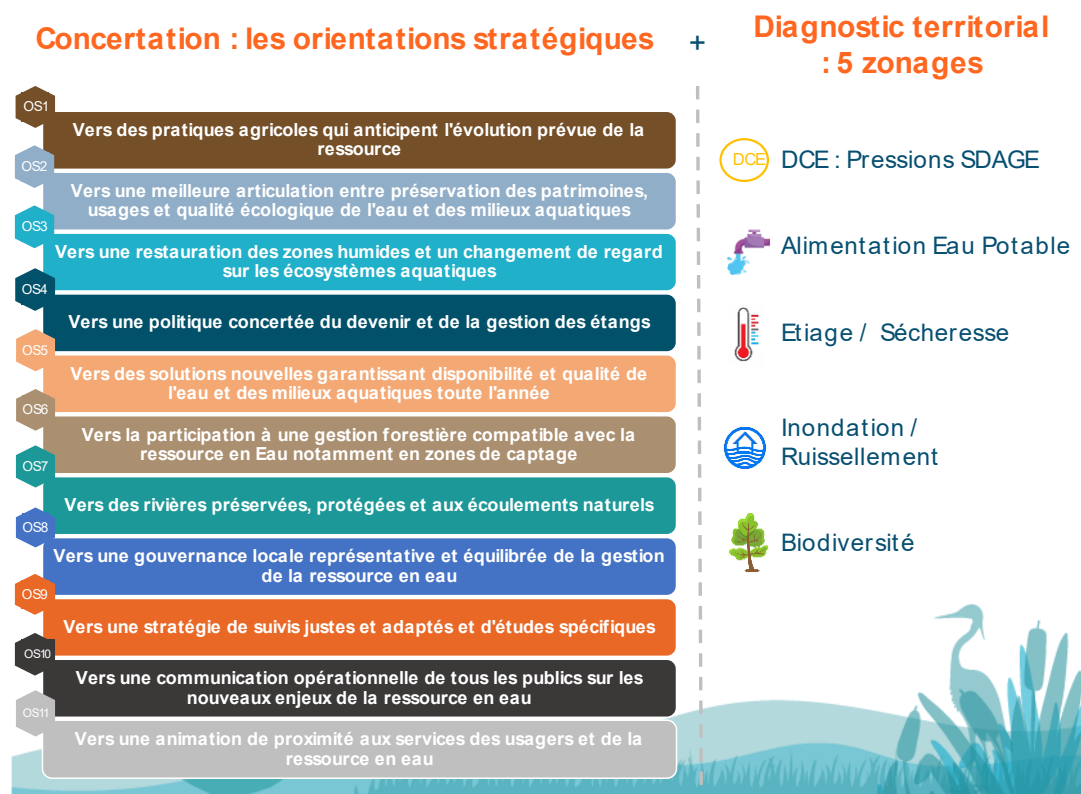 Concertation : les orientations stratégiques
+
Diagnostic territorial
: 5 zonages
OS1
Vers des pratiques agricoles qui anticipent l'évolution prévue de la
ressource
OS2
Vers une meilleure articulation entre préservation des patrimoines,
usages et qualité écologique de l'eau et des milieux aquatiques
OS3
Vers une restauration des zones humides et un changement de regard
sur les écosystèmes aquatiques
OS4
Vers une politique concertée du devenir et de la gestion des étangs
OS5
Vers des solutions nouvelles garantissant disponibilité et qualité de
l'eau et des milieux aquatiques toute l'année
OS6
Vers la participation à une gestion forestière compatible avec la
ressource en Eau notamment en zones de captage
OS7
Vers des rivières préservées, protégées et aux écoulements naturels
OS8
Vers une gouvernance locale représentative et équilibrée de la gestion
de la ressource en eau
OS9
Vers une stratégie de suivis justes et adaptés et d'études spécifiques
OS10
Vers une communication opérationnelle de tous les publics sur les
nouveaux enjeux de la ressource en eau
OS11
Vers une animation de proximité aux services des usagers et de la
ressource en eau
DCE
DCE : Pressions SDAGE
Alimentation Eau Potable
Etiage / Sécheresse
Inondation /
Ruissellement
Biodiversité